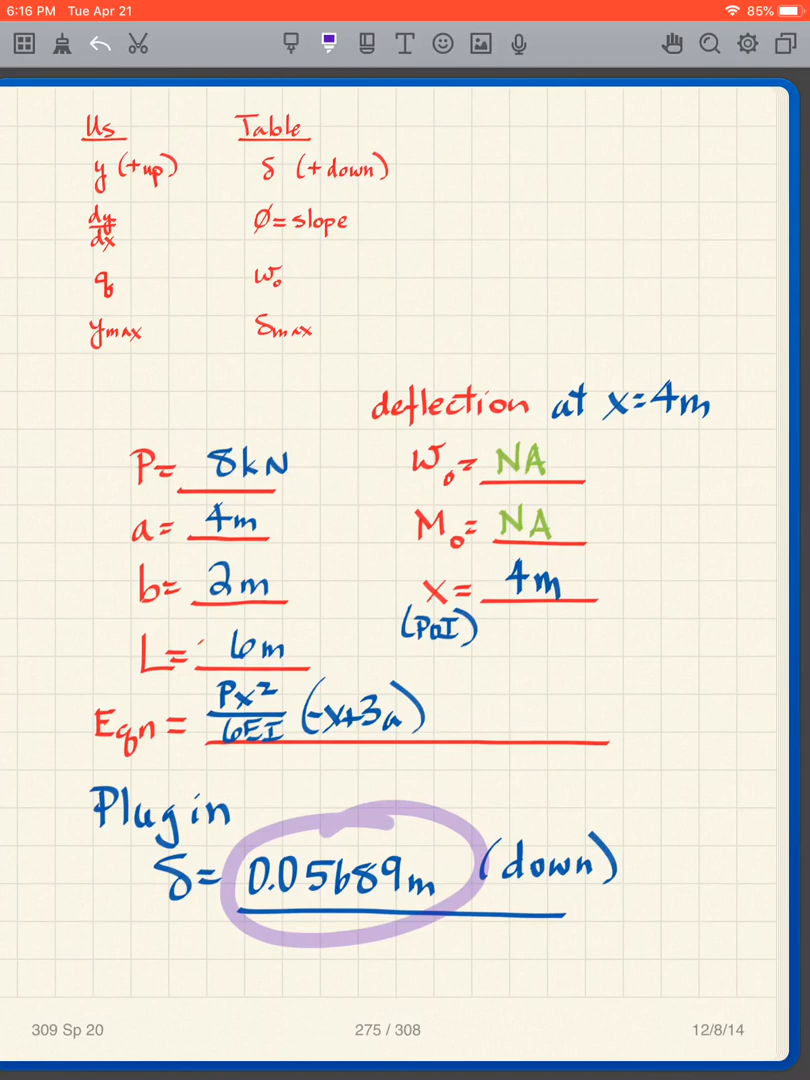 6:16 PM Tue Apr 21 85%
Us Table
y (+up) δ (+down)
dy/dx Ø = slope
q w₀
ymax δmax
deflection at x=4m
P= 8kN W₀= NA
a= 4m M₀= NA
b= 2m x= 4m
(PoI)
L= 6m
Eqn = Px²/6EI (-x+3a)
Plug in
δ= 0.05689m (down)
309 Sp 20 275 / 308 12/8/14